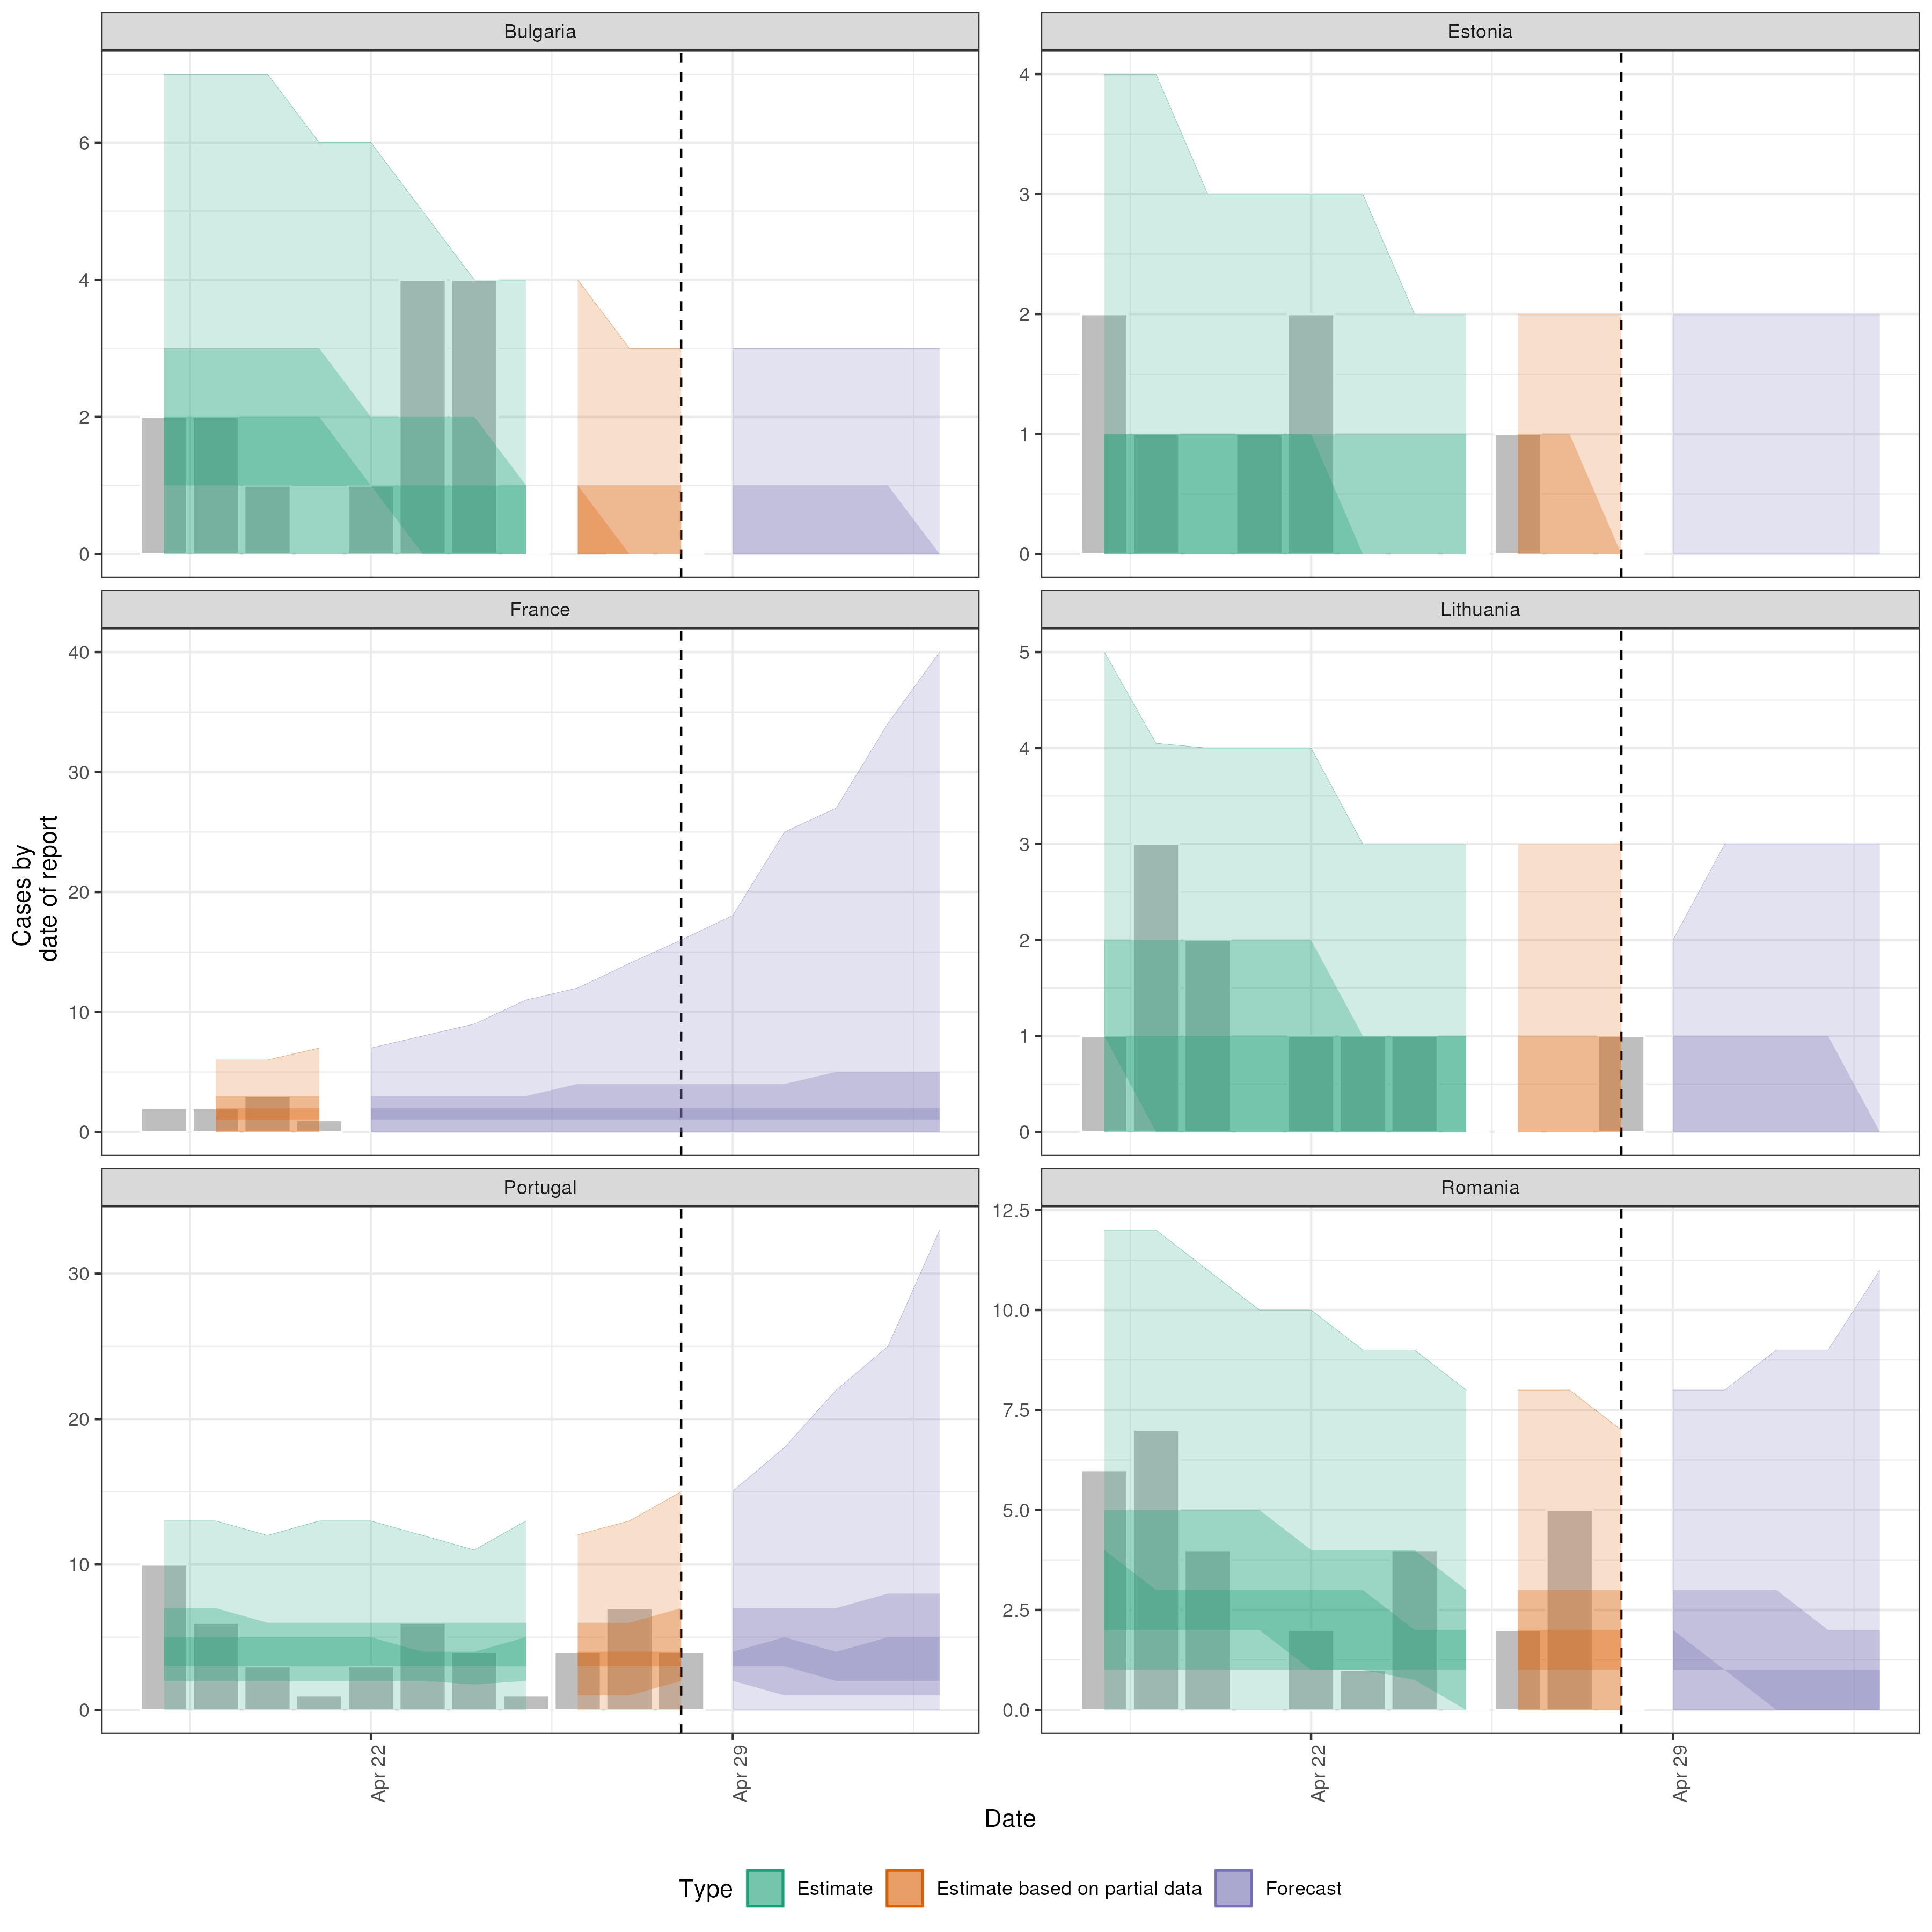 Bulgaria
Estonia
6
4
2
0
4
3
2
1
0
France
Lithuania
40
30
20
10
0
5
4
3
2
1
0
Cases by
date of report
Portugal
Romania
30
20
10
0
12.5
10.0
7.5
5.0
2.5
0.0
Apr 22
Apr 29
Apr 22
Apr 29
Date
Type
Estimate
Estimate based on partial data
Forecast